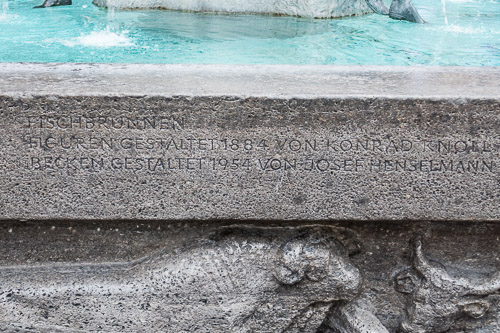 FISCHBRUNNEN
FIGUREN GESTALTET 1884 VON KONRAD KNOLL
BECKEN GESTALTET 1954 VON JOSEF HENSELMANN